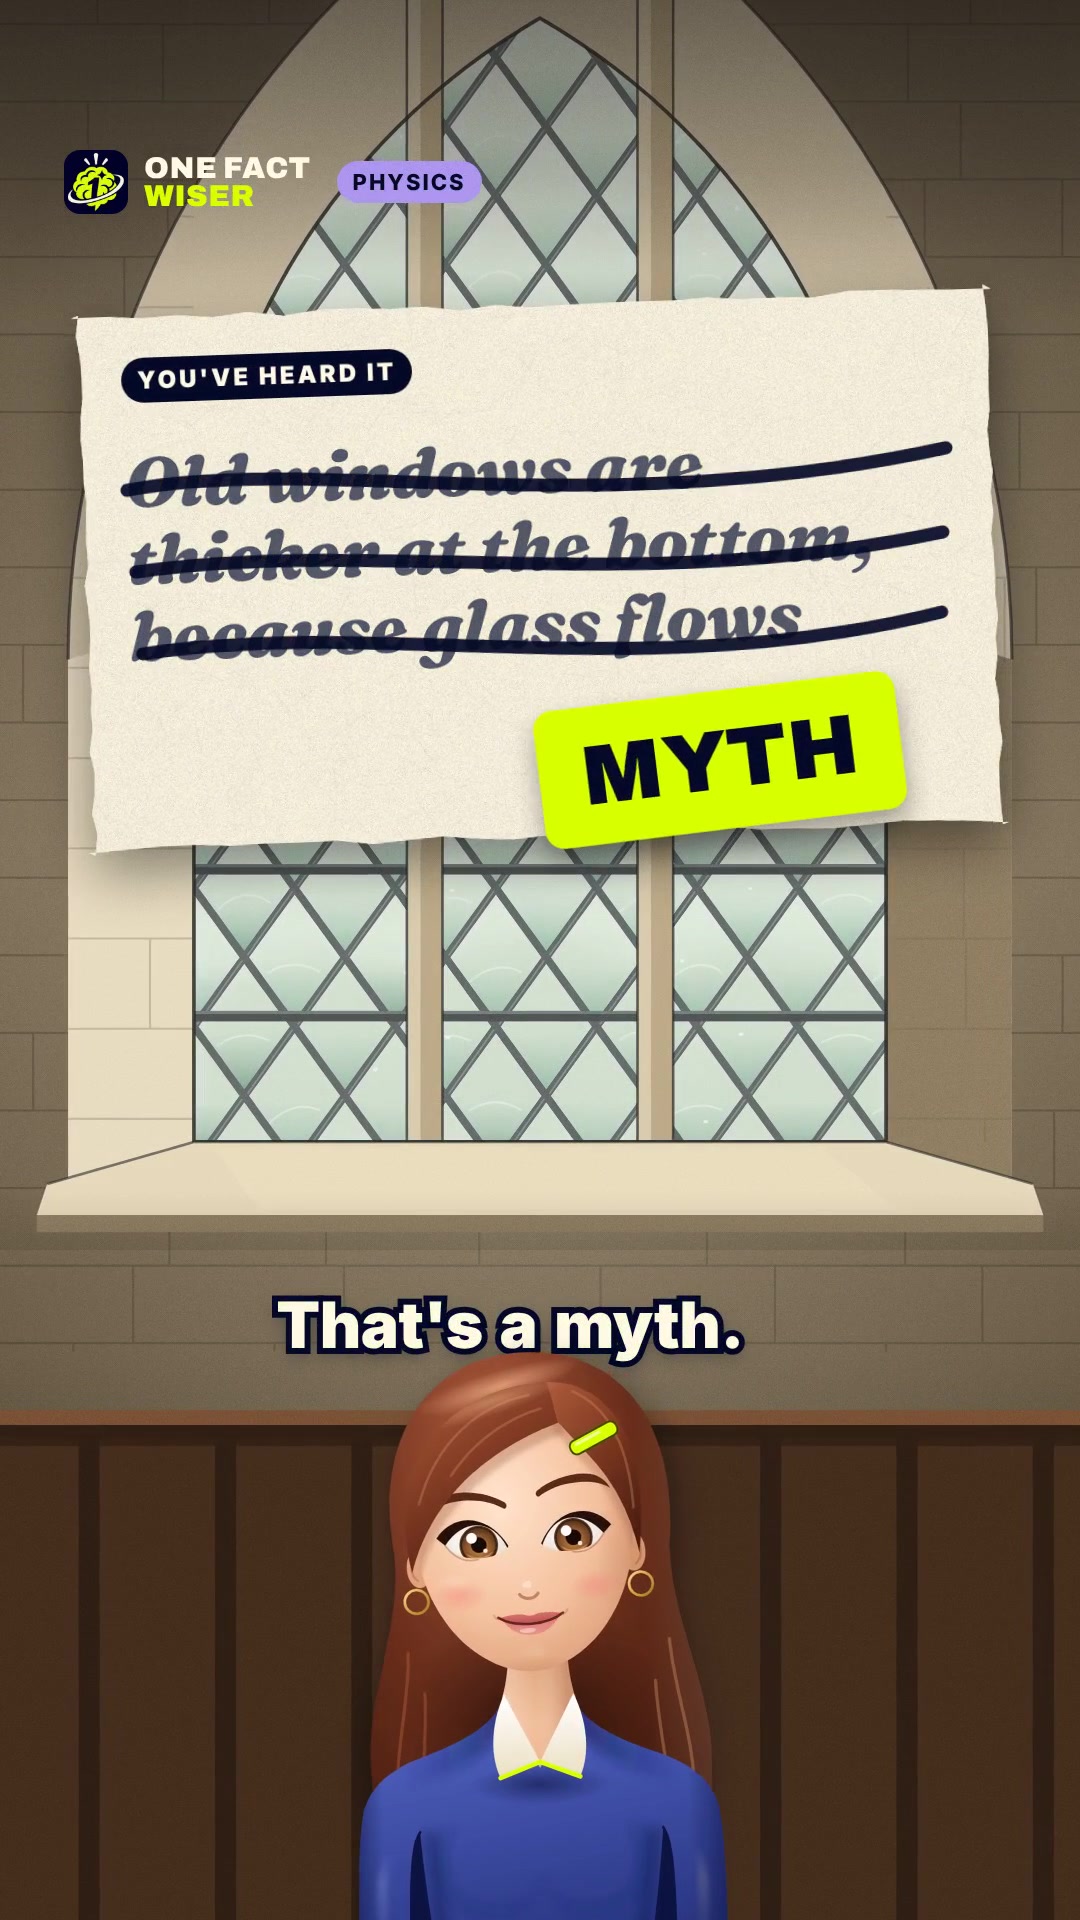 ONE FACT
WISER
PHYSICS
YOU'VE HEARD IT
Old windows are
thicker at the bottom,
because glass flows
MYTH
That's a myth.